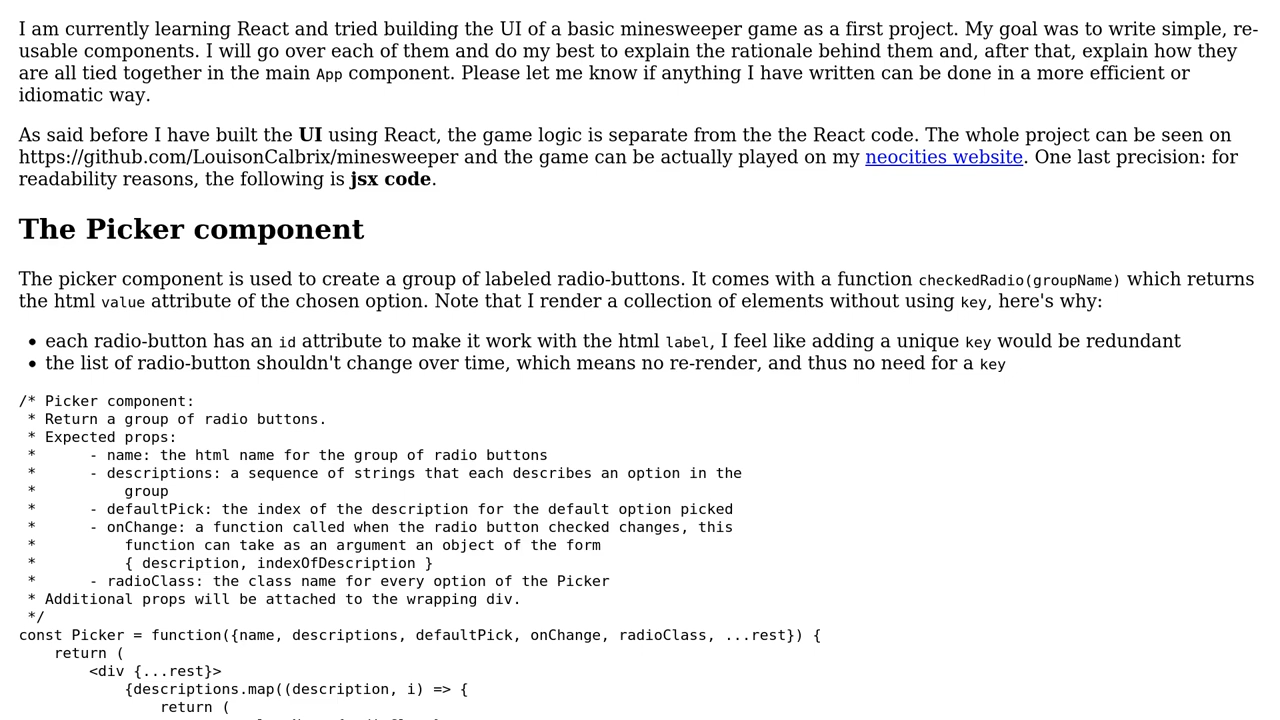 I am currently learning React and tried building the UI of a basic minesweeper game as a first project. My goal was to write simple, re-
usable components. I will go over each of them and do my best to explain the rationale behind them and, after that, explain how they
are all tied together in the main App component. Please let me know if anything I have written can be done in a more efficient or
idiomatic way.
As said before I have built the UI using React, the game logic is separate from the the React code. The whole project can be seen on
https://github.com/LouisonCalbrix/minesweeper and the game can be actually played on my neocities website. One last precision: for
readability reasons, the following is jsx code.
The Picker component
The picker component is used to create a group of labeled radio-buttons. It comes with a function checkedRadio(groupName) which returns
the html value attribute of the chosen option. Note that I render a collection of elements without using key, here's why:
• each radio-button has an id attribute to make it work with the html label, I feel like adding a unique key would be redundant
• the list of radio-button shouldn't change over time, which means no re-render, and thus no need for a key
/* Picker component:
 * Return a group of radio buttons.
 * Expected props:
 *      - name: the html name for the group of radio buttons
 *      - descriptions: a sequence of strings that each describes an option in the
 *          group
 *      - defaultPick: the index of the description for the default option picked
 *      - onChange: a function called when the radio button checked changes, this
 *          function can take as an argument an object of the form
 *          { description, indexOfDescription }
 *      - radioClass: the class name for every option of the Picker
 * Additional props will be attached to the wrapping div.
 */
const Picker = function({name, descriptions, defaultPick, onChange, radioClass, ...rest}) {
    return (
        <div {...rest}>
            {descriptions.map((description, i) => {
                return (